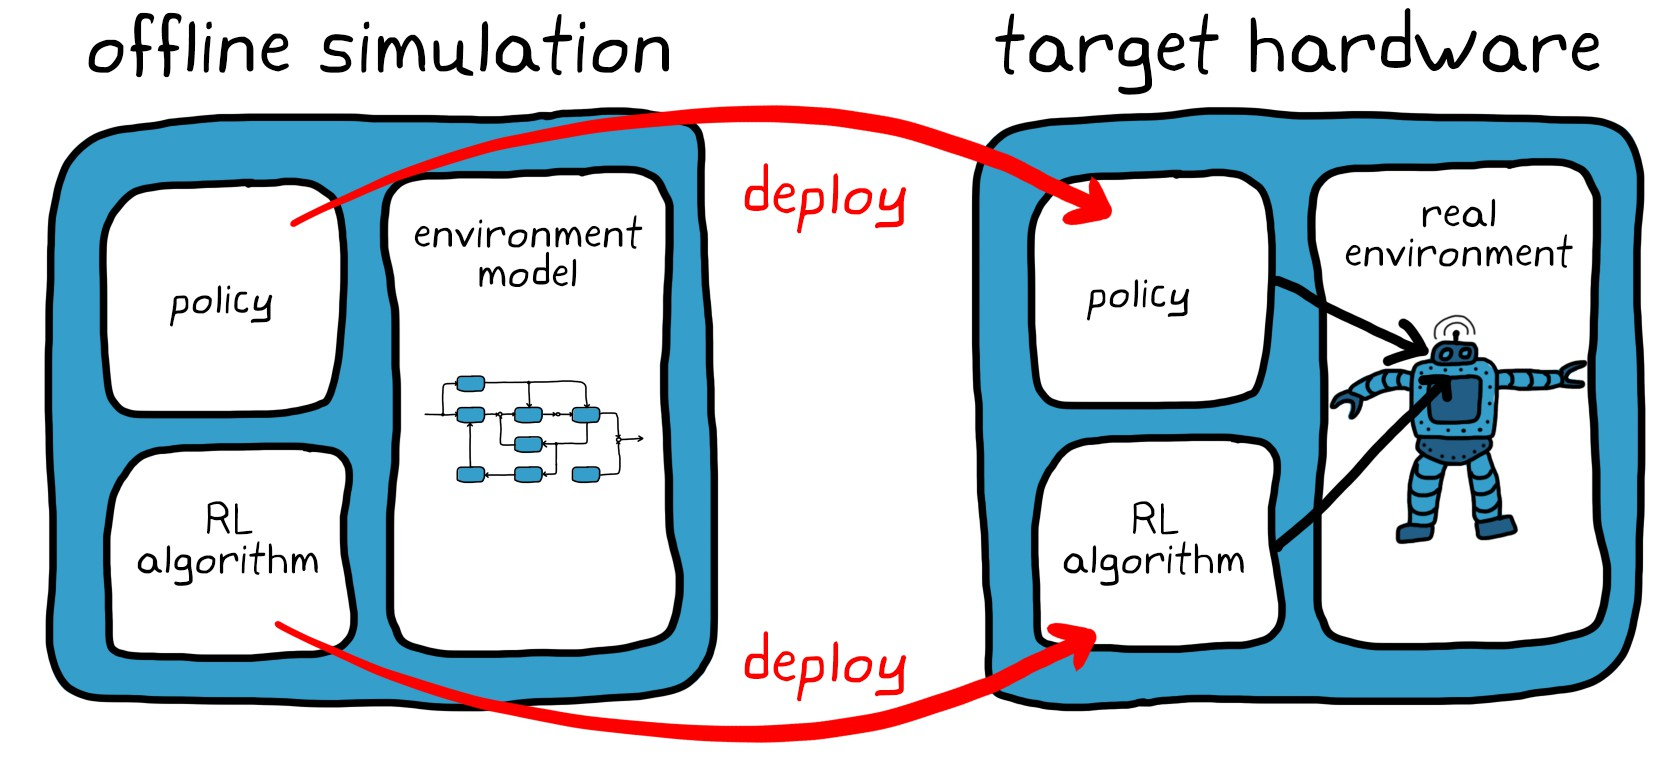 offline simulation
target hardware
deploy
policy
environment
model
RL
algorithm
policy
real
environment
RL
algorithm
deploy